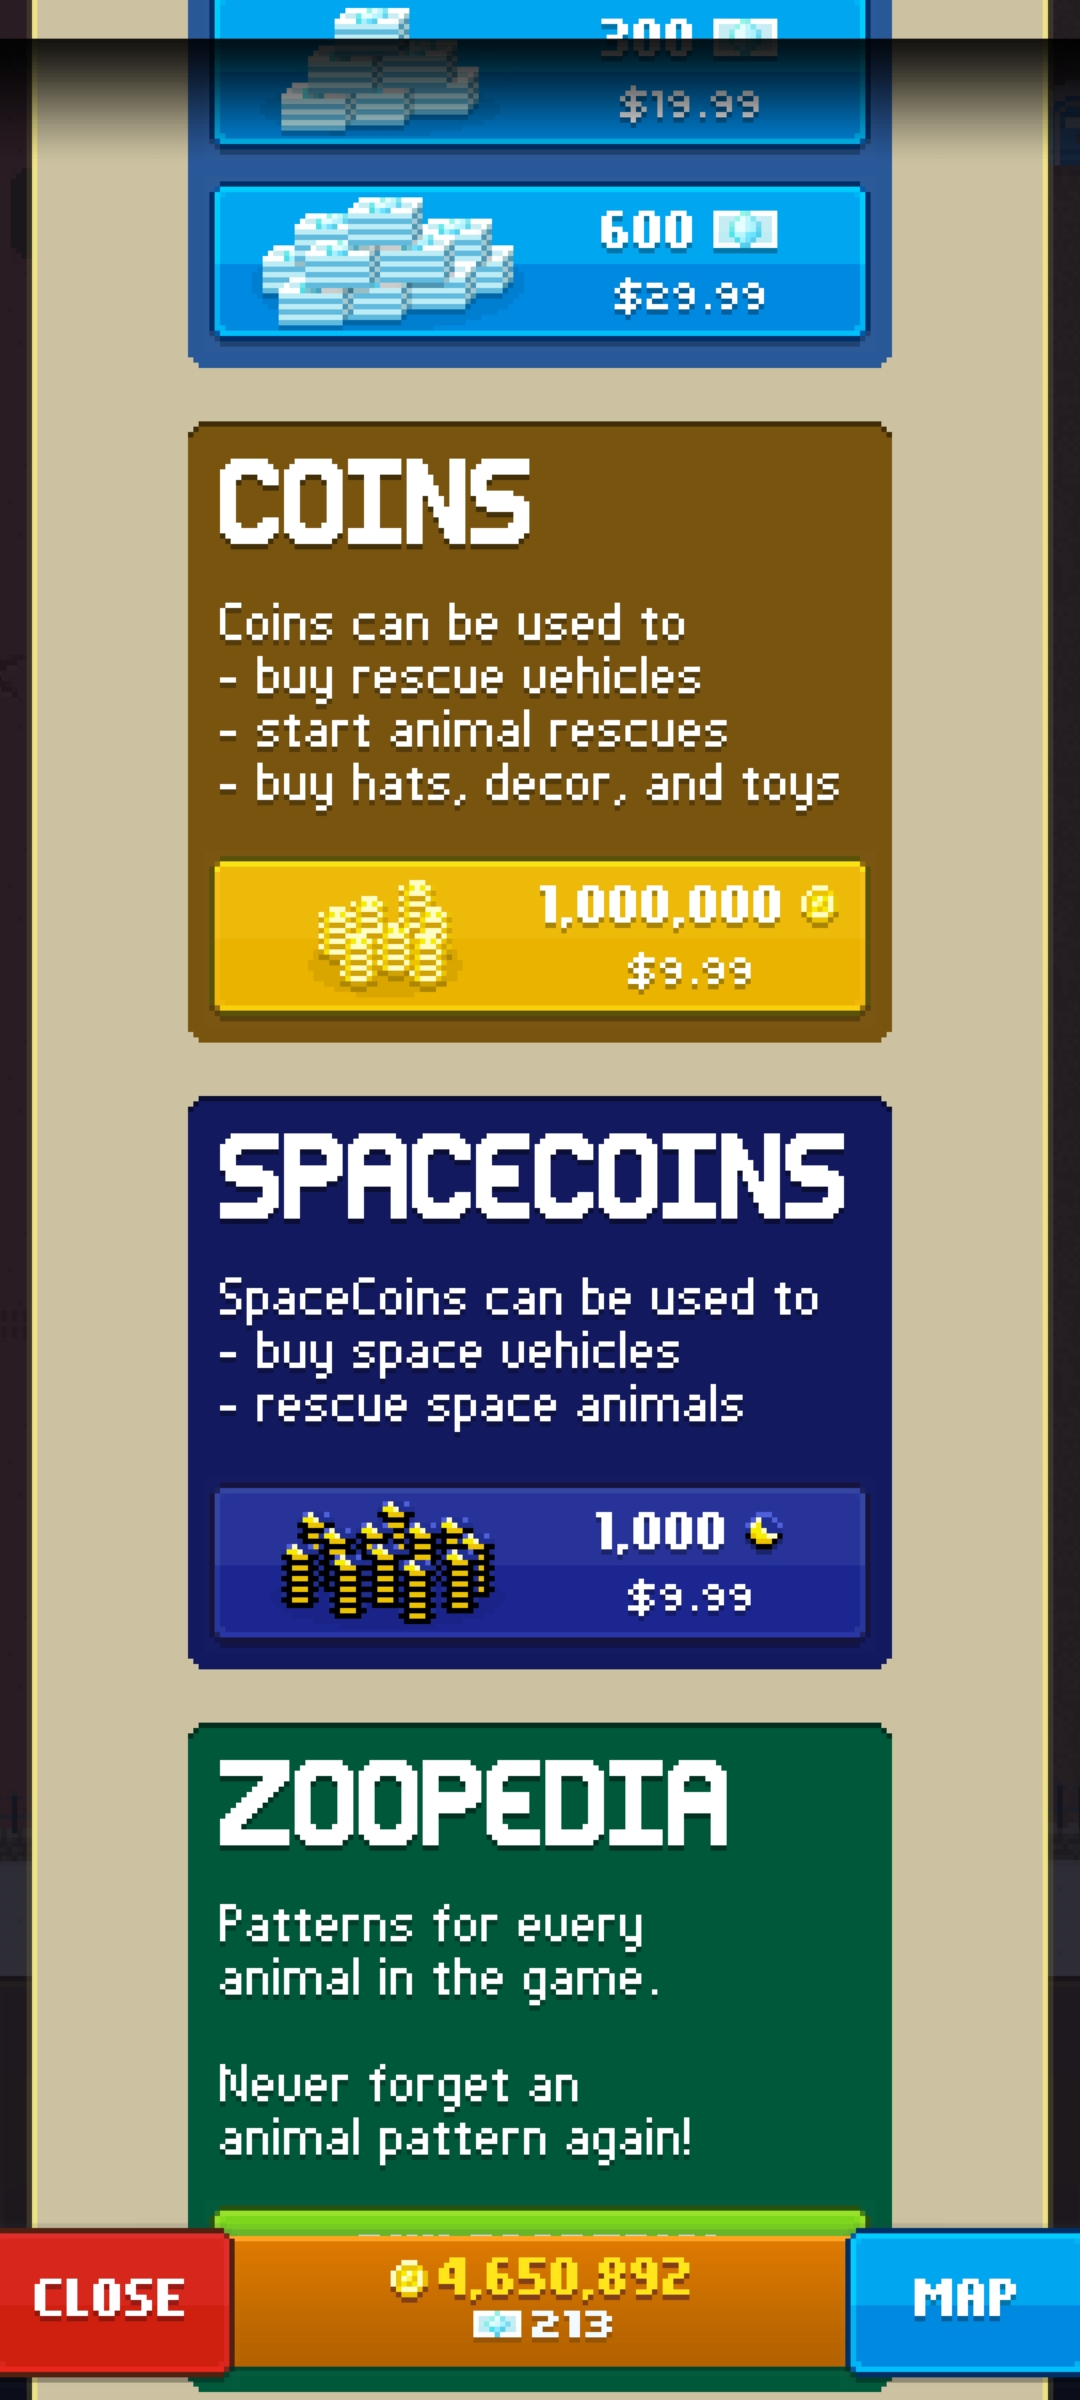 300
$19.99
600
$29.99
COINS
Coins can be used to
- buy rescue vehicles
- start animal rescues
- buy hats, decor, and toys
1,000,000
$9.99
SPACECOINS
SpaceCoins can be used to
- buy space vehicles
- rescue space animals
1,000
$9.99
ZOOPEDIA
Patterns for every
animal in the game.
Never forget an
animal pattern again!
CLOSE
4,650,892
213
MAP